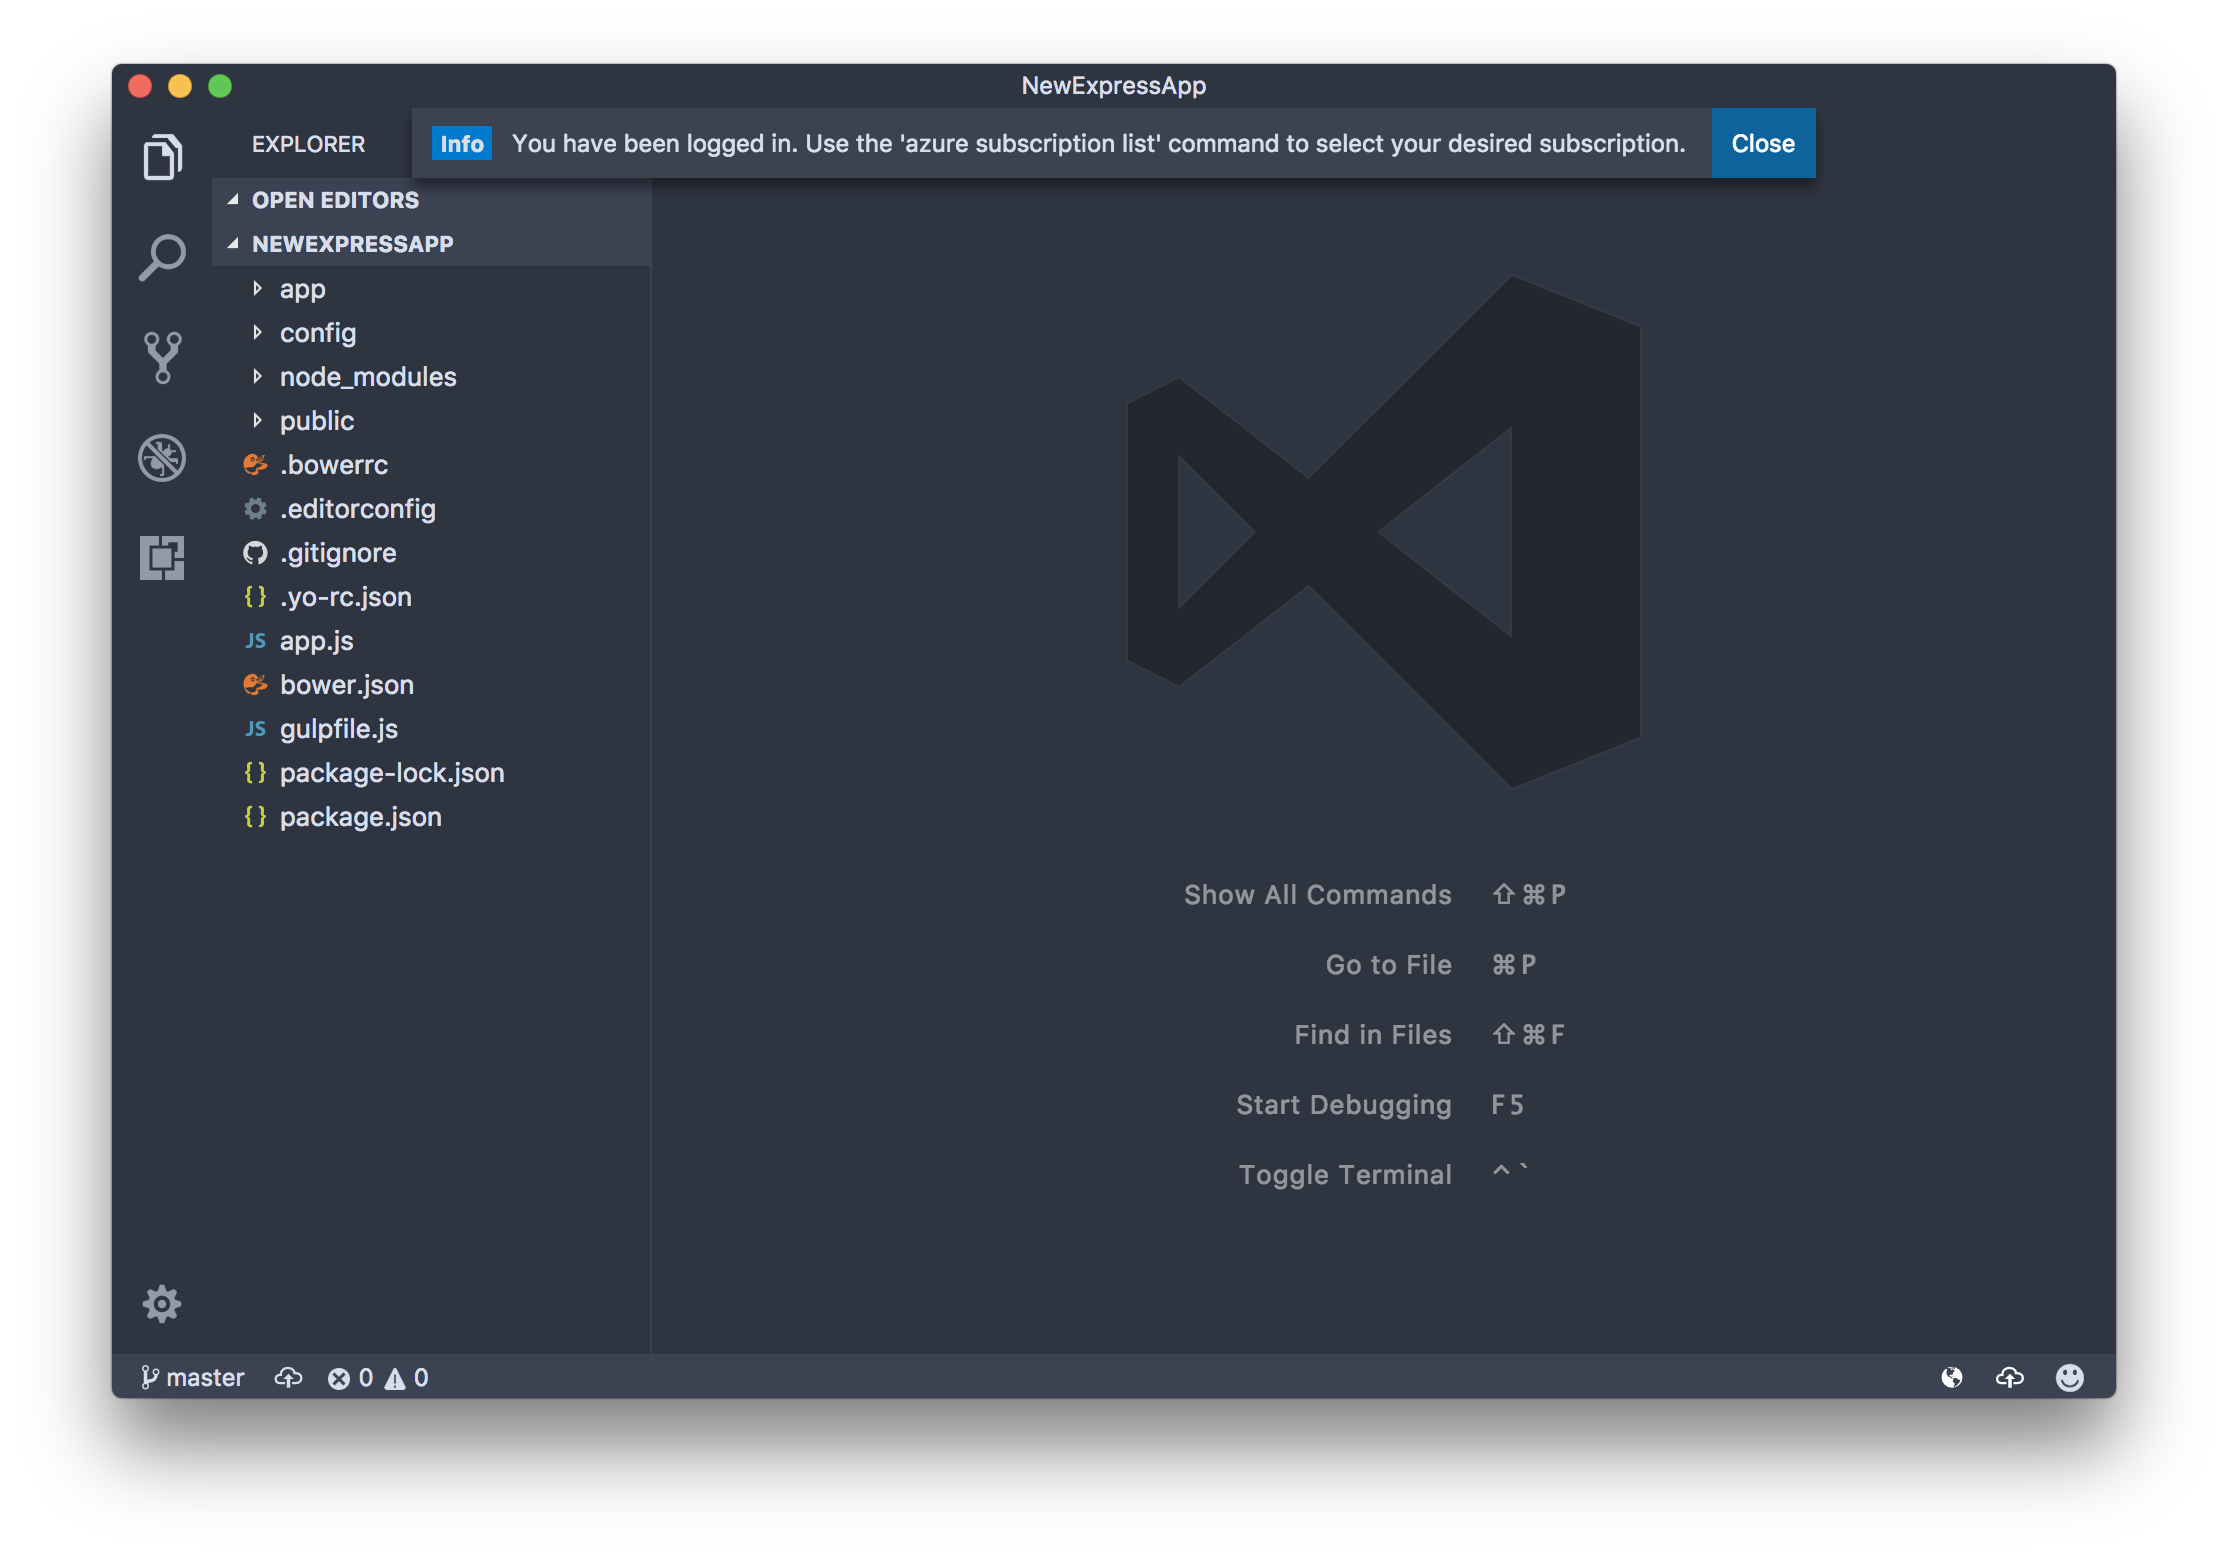 NewExpressApp
EXPLORER
Info You have been logged in. Use the 'azure subscription list' command to select your desired subscription. Close
OPEN EDITORS
NEWEXPRESSAPP
app
config
node_modules
public
.bowerrc
.editorconfig
.gitignore
{ } .yo-rc.json
JS app.js
bower.json
JS gulpfile.js
{ } package-lock.json
{ } package.json
Show All Commands ⇧⌘P
Go to File ⌘P
Find in Files ⇧⌘F
Start Debugging F5
Toggle Terminal ^`
master 0 0